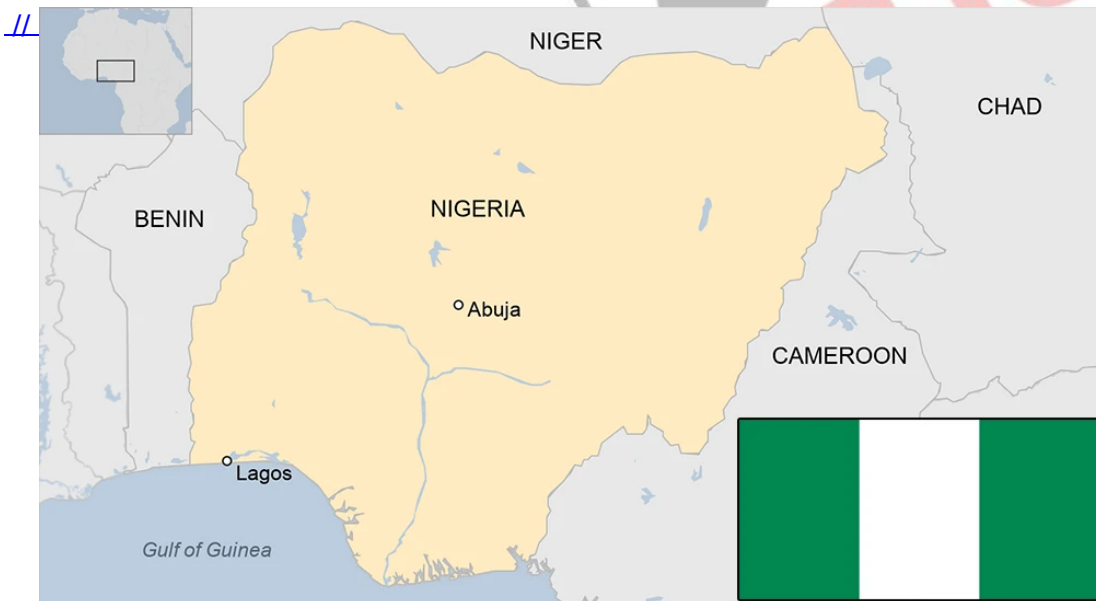 //
NIGER
CHAD
BENIN
NIGERIA
Abuja
CAMEROON
Lagos
Gulf of Guinea